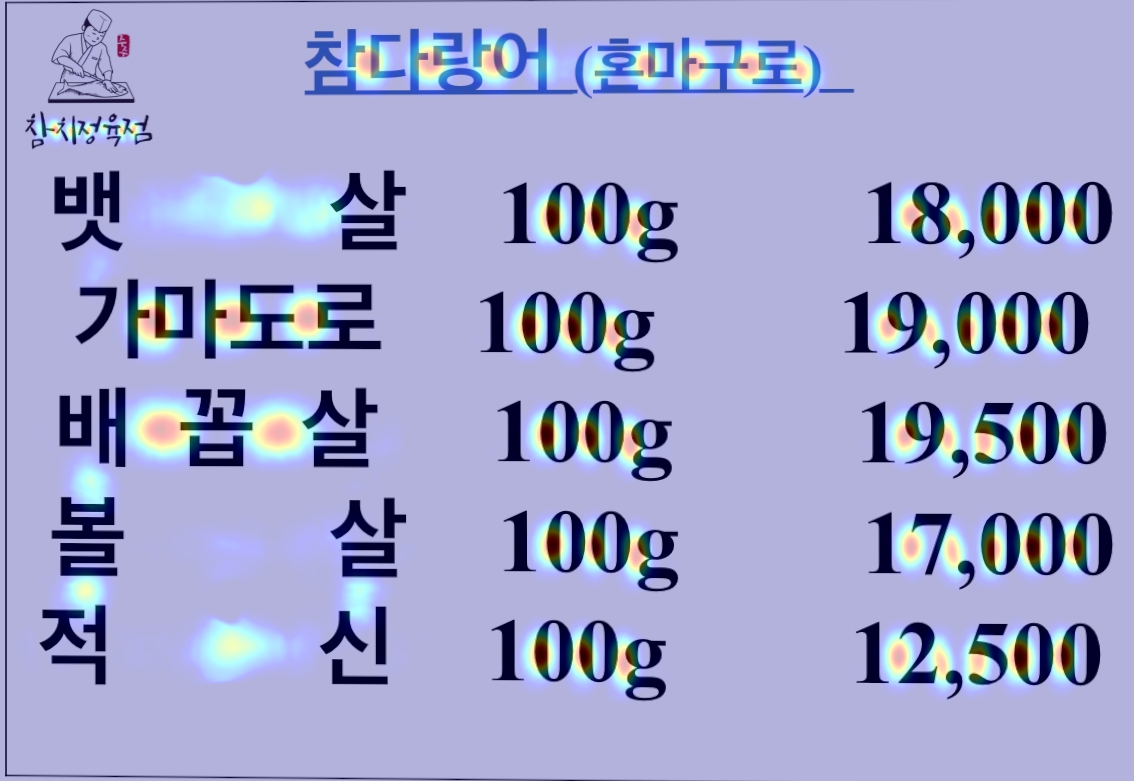 참다랑어 (혼마구로)
참치정육점
뱃 살 100g 18,000
가마도로 100g 19,000
배 꼽 살 100g 19,500
볼 살 100g 17,000
적 신 100g 12,500